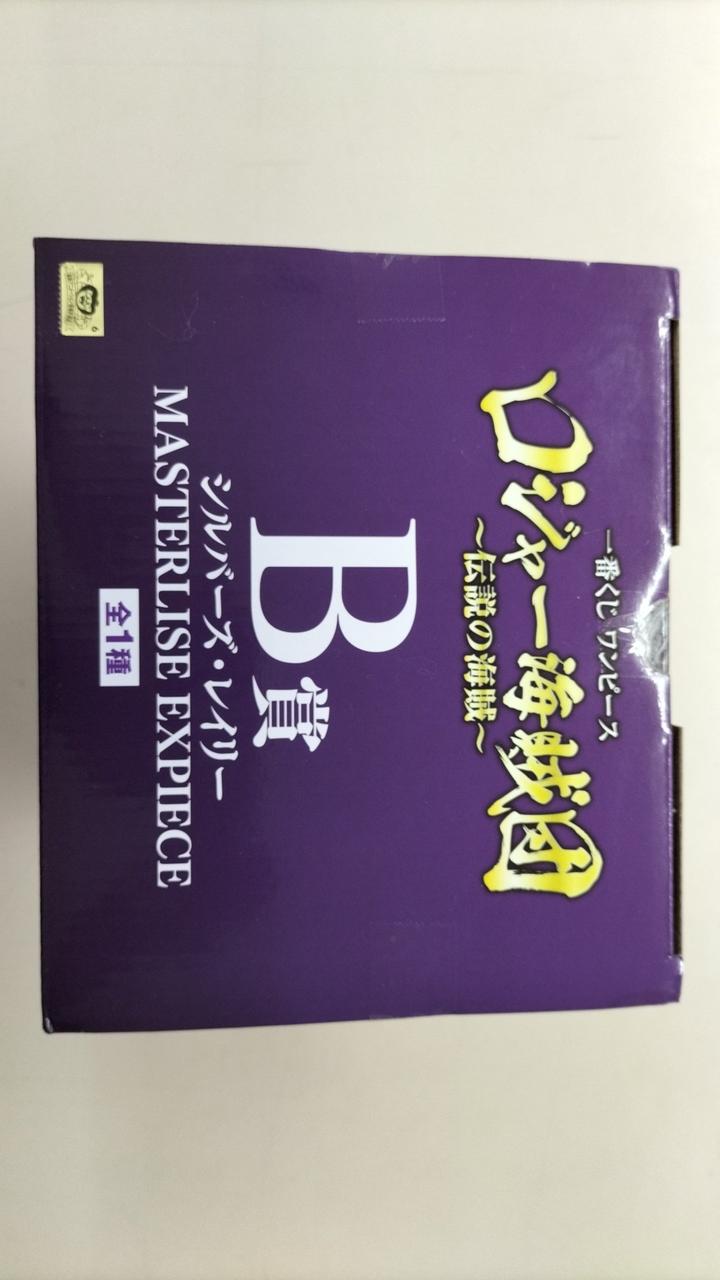 一番くじ ワンピース
ロジャー海賊団
～伝説の海賊～
B賞
シルバーズ・レイリー
MASTERLISE EXPIECE
全1種